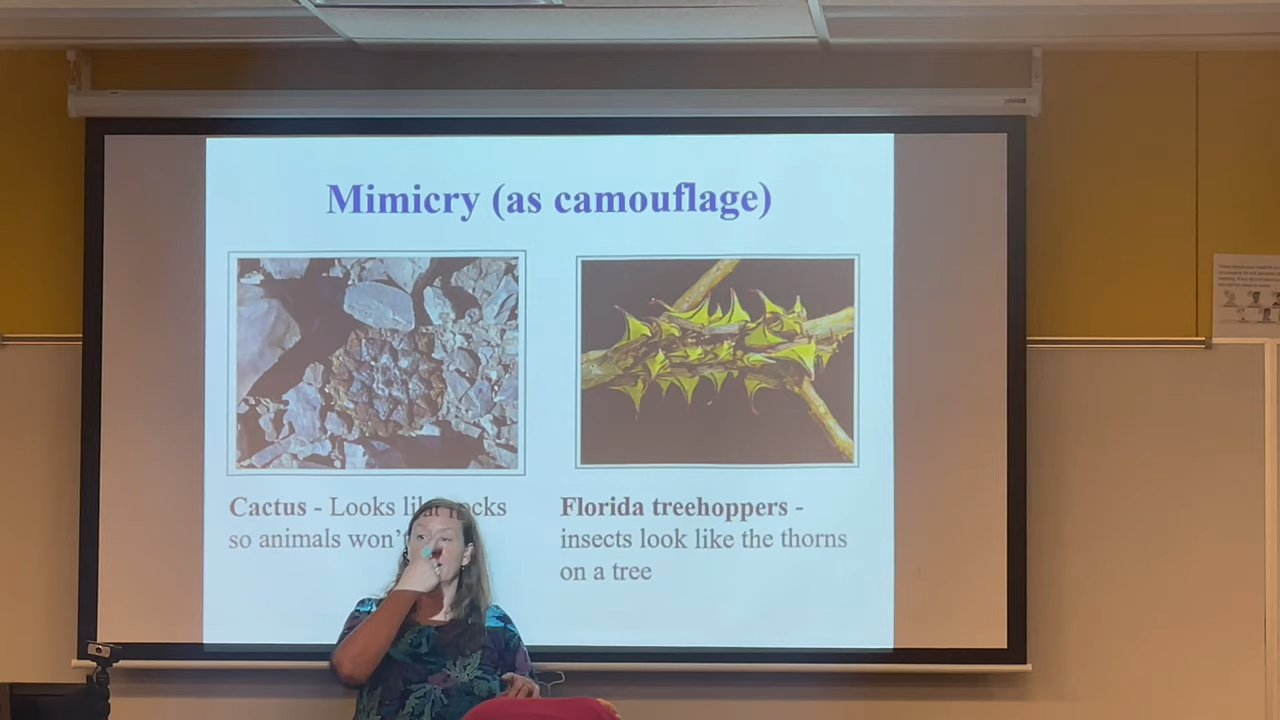 Mimicry (as camouflage)
Cactus - Looks like rocks
so animals won't
Florida treehoppers -
insects look like the thorns
on a tree